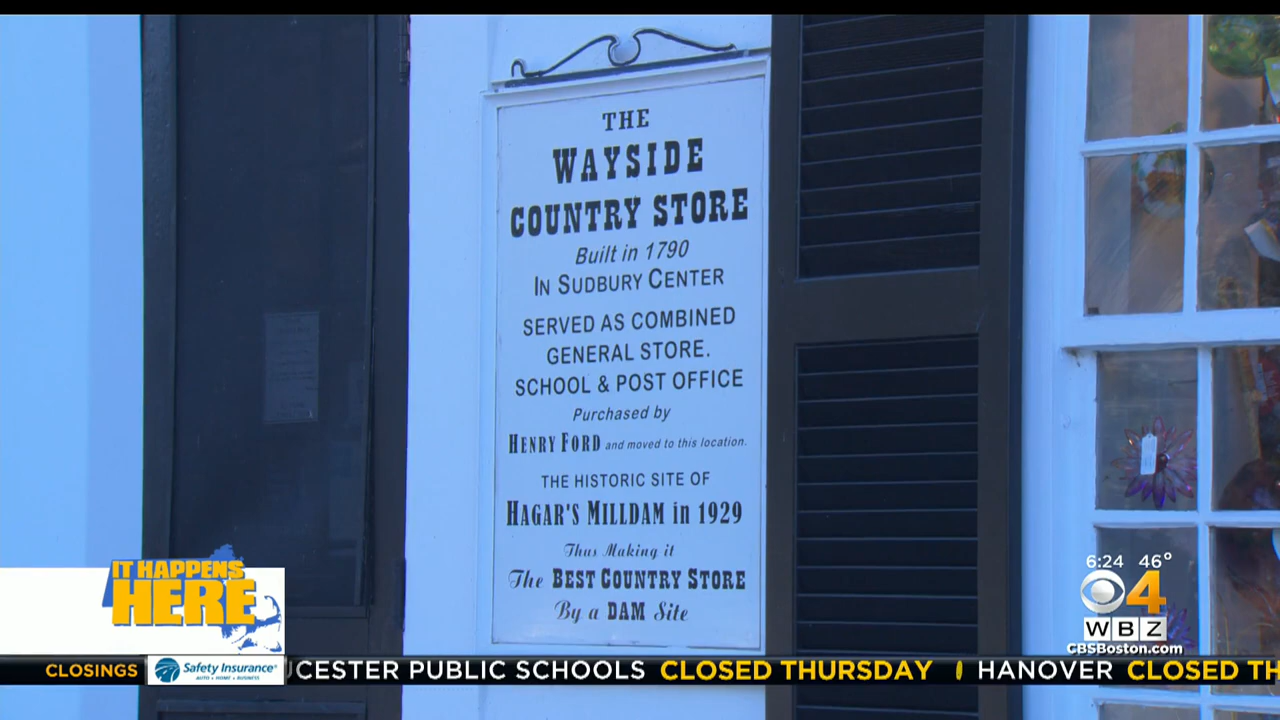 THE
WAYSIDE
COUNTRY STORE
Built in 1790
IN SUDBURY CENTER
SERVED AS COMBINED
GENERAL STORE.
SCHOOL & POST OFFICE
Purchased by
HENRY FORD and moved to this location.
THE HISTORIC SITE OF
HAGAR'S MILLDAM in 1929
Thus Making it
The BEST COUNTRY STORE
By a DAM Site
IT HAPPENS
HERE
6:24 46°
4
WBZ
CBSBoston.com
CLOSINGS
Safety Insurance
AUTO • HOME • BUSINESS
UCESTER PUBLIC SCHOOLS CLOSED THURSDAY | HANOVER CLOSED TH